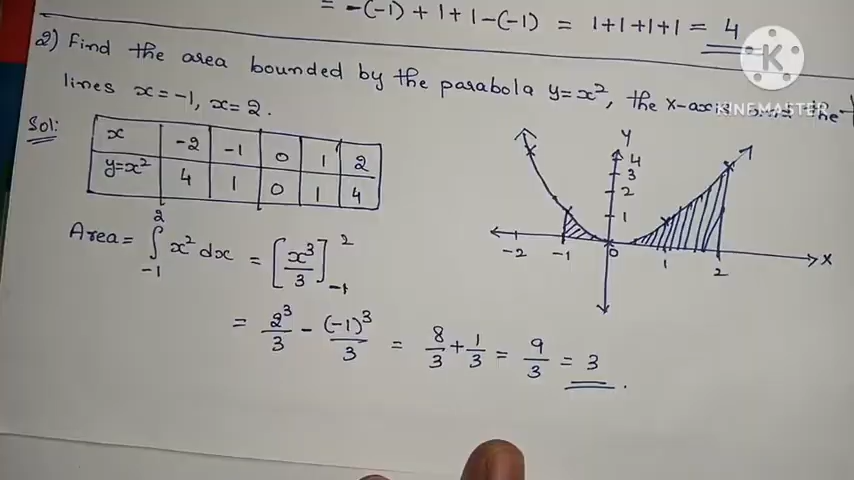 = -(-1) + 1 + 1 - (-1) = 1+1+1+1 = 4
2) Find the area bounded by the parabola y=x², the x-axis and the
lines x=-1, x=2.
Sol:
x -2 -1 0 1 2
y=x² 4 1 0 1 4
Area = ∫₋₁² x² dx = [x³/3]₋₁²
= 2³/3 - (-1)³/3 = 8/3 + 1/3 = 9/3 = 3.
Y
4
3
2
1
-2 -1 0 1 2 X
K
KINEMASTER